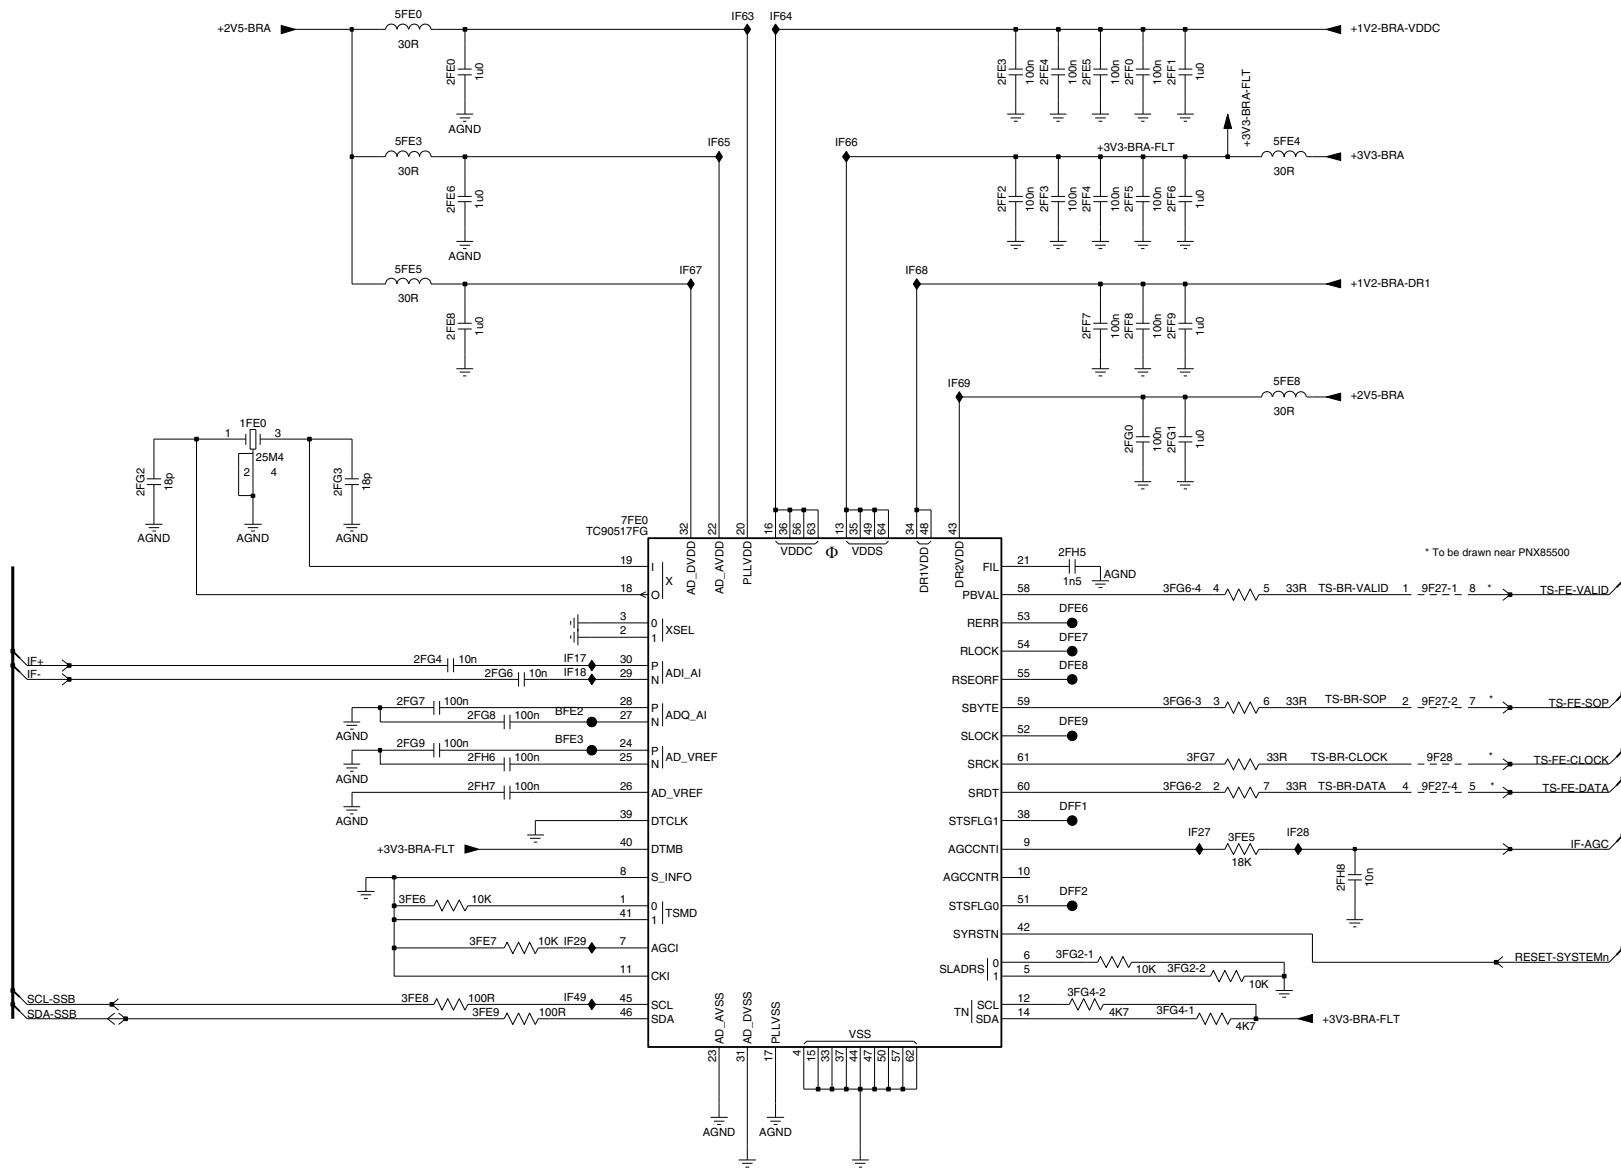 +2V5-BRA
5FE0
30R
IF63
IF64
+1V2-BRA-VDDC
2FE0
1u0
AGND
2FE3
100n
2FE4
100n
2FE5
100n
2FF0
100n
2FF1
1u0
+3V3-BRA-FLT
5FE3
30R
IF65
IF66
+3V3-BRA-FLT
5FE4
30R
+3V3-BRA
2FE6
1u0
AGND
2FF2
100n
2FF3
100n
2FF4
100n
2FF5
100n
2FF6
1u0
5FE5
30R
IF67
IF68
+1V2-BRA-DR1
2FE8
1u0
2FF7
100n
2FF8
100n
2FF9
1u0
IF69
5FE8
30R
+2V5-BRA
2FG0
100n
2FG1
1u0
1FE0
1
3
25M4
2
4
2FG2
18p
2FG3
18p
AGND
AGND
AGND
7FE0
TC90517FG
32
22
20
16
36
56
63
13
35
49
64
34
48
43
AD_DVDD
AD_AVDD
PLLVDD
VDDC
Φ
VDDS
DR1VDD
DR2VDD
* To be drawn near PNX85500
19
I
18
O
X
3
0
2
1
XSEL
IF+
2FG4
10n
IF17
30
P
IF-
2FG6
10n
IF18
29
N
ADI_AI
2FG7
100n
28
P
AGND
2FG8
100n
BFE2
27
N
ADQ_AI
2FG9
100n
BFE3
24
P
AGND
2FH6
100n
25
N
AD_VREF
2FH7
100n
26
AD_VREF
AGND
39
DTCLK
+3V3-BRA-FLT
40
DTMB
8
S_INFO
3FE6
10K
1
0
41
1
TSMD
3FE7
10K
IF29
7
AGCI
11
CKI
SCL-SSB
3FE8
100R
IF49
45
SCL
SDA-SSB
3FE9
100R
46
SDA
FIL
21
2FH5
1n5
AGND
PBVAL
58
3FG6-4
4
5
33R
TS-BR-VALID
1
9F27-1
8
*
TS-FE-VALID
RERR
53
DFE6
RLOCK
54
DFE7
RSEORF
55
DFE8
SBYTE
59
3FG6-3
3
6
33R
TS-BR-SOP
2
9F27-2
7
*
TS-FE-SOP
SLOCK
52
DFE9
SRCK
61
3FG7
33R
TS-BR-CLOCK
9F28
*
TS-FE-CLOCK
SRDT
60
3FG6-2
2
7
33R
TS-BR-DATA
4
9F27-4
5
*
TS-FE-DATA
STSFLG1
38
DFF1
AGCCNTI
9
IF27
3FE5
18K
IF28
IF-AGC
2FH8
10n
AGCCNTR
10
STSFLG0
51
DFF2
SYRSTN
42
RESET-SYSTEMn
SLADRS
0
6
3FG2-1
10K
1
5
3FG2-2
10K
TN
SCL
12
3FG4-2
4K7
SDA
14
3FG4-1
4K7
+3V3-BRA-FLT
AD_AVSS
AD_DVSS
PLLVSS
VSS
23
31
17
4
15
33
37
44
47
50
57
62
AGND
AGND